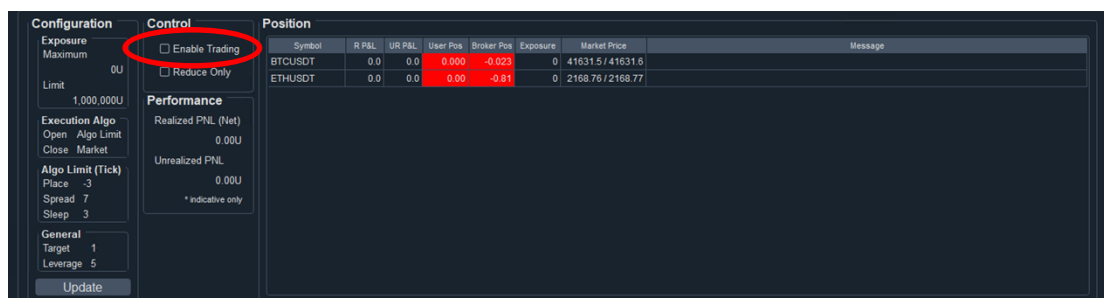 Configuration
Exposure
Maximum
0U
Limit
1,000,000U
Execution Algo
Open Algo Limit
Close Market
Algo Limit (Tick)
Place -3
Spread 7
Sleep 3
General
Target 1
Leverage 5
Update
Control
Enable Trading
Reduce Only
Performance
Realized PNL (Net)
0.00U
Unrealized PNL
0.00U
* indicative only
Position
Symbol R P&L UR P&L User Pos Broker Pos Exposure Market Price Message
BTCUSDT 0.0 0.0 0.000 -0.023 0 41631.5 / 41631.6
ETHUSDT 0.0 0.0 0.00 -0.81 0 2168.76 / 2168.77